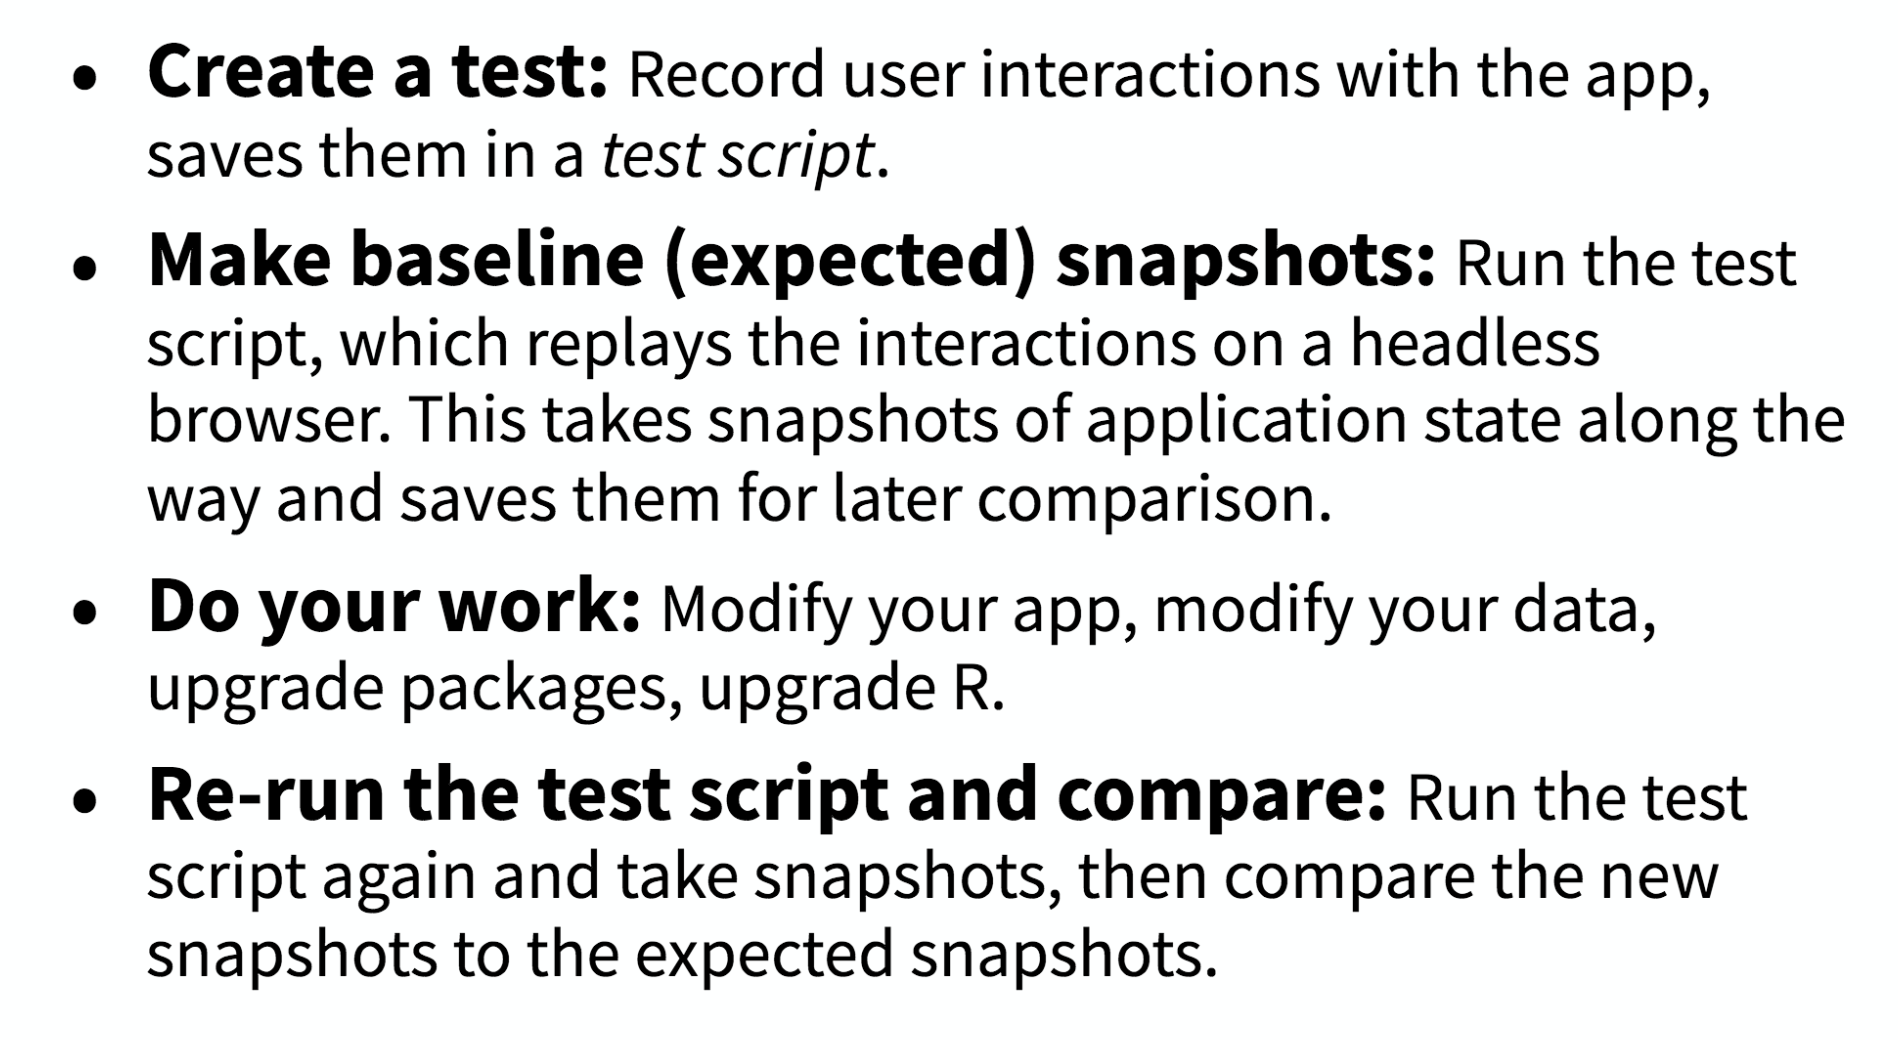 • Create a test: Record user interactions with the app,
saves them in a test script.
• Make baseline (expected) snapshots: Run the test
script, which replays the interactions on a headless
browser. This takes snapshots of application state along the
way and saves them for later comparison.
• Do your work: Modify your app, modify your data,
upgrade packages, upgrade R.
• Re-run the test script and compare: Run the test
script again and take snapshots, then compare the new
snapshots to the expected snapshots.